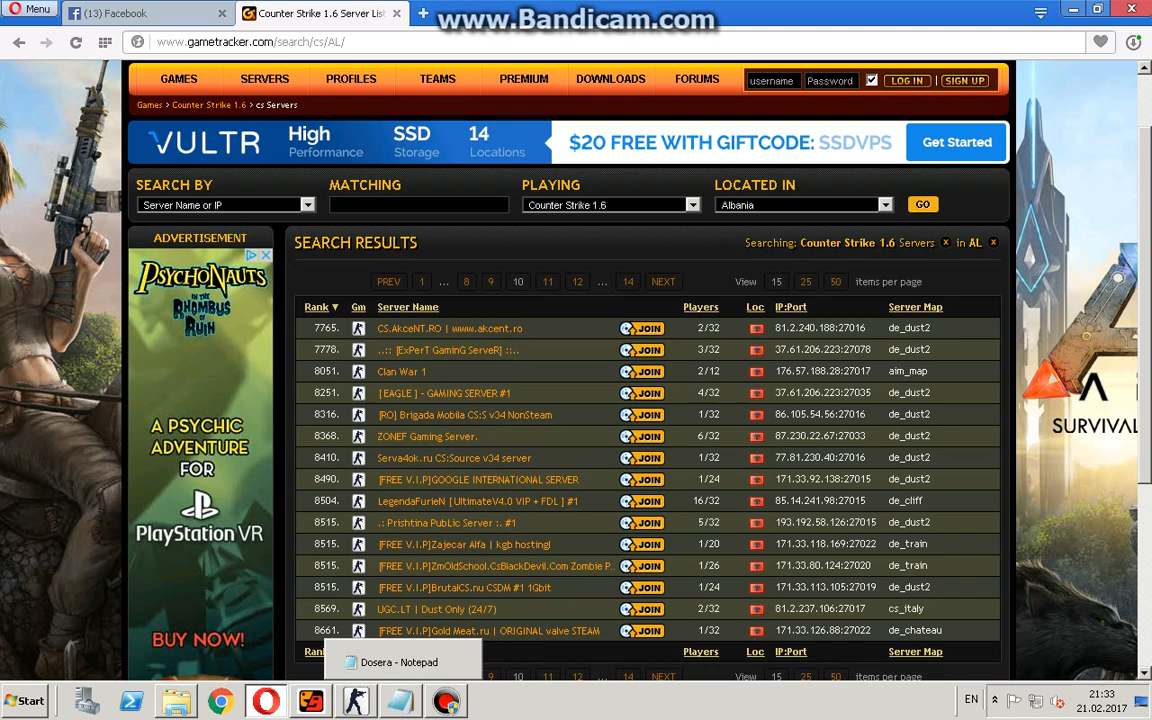 Menu
(13) Facebook
Counter Strike 1.6 Server List
www.Bandicam.com
www.gametracker.com/search/cs/AL/
GAMES SERVERS PROFILES TEAMS PREMIUM DOWNLOADS FORUMS username Password LOG IN | SIGN UP
Games > Counter Strike 1.6 > cs Servers
VULTR High Performance SSD Storage 14 Locations $20 FREE WITH GIFTCODE: SSDVPS Get Started
SEARCH BY MATCHING PLAYING LOCATED IN
Server Name or IP Counter Strike 1.6 Albania GO
ADVERTISEMENT
PSYCHONAUTS
IN THE
RHOMBUS
OF
RUIN
A PSYCHIC
ADVENTURE
FOR
PlayStation VR
BUY NOW!
SEARCH RESULTS Searching: Counter Strike 1.6 Servers x in AL x
PREV 1 ... 8 9 10 11 12 ... 14 NEXT View 15 25 50 items per page
Rank▼ Gm Server Name Players Loc IP:Port Server Map
7765. CS.AkceNT.RO | www.akcent.ro JOIN 2/32 81.2.240.188:27016 de_dust2
7778. ..:: [ExPerT GaminG ServeR] ::.. JOIN 3/32 37.61.206.223:27078 de_dust2
8051. Clan War 1 JOIN 2/12 176.57.188.28:27017 aim_map
8251. [EAGLE ] - GAMING SERVER #1 JOIN 4/32 37.61.206.223:27035 de_dust2
8316. [RO] Brigada Mobila CS:S v34 NonSteam JOIN 1/32 86.105.54.56:27016 de_dust2
8368. ZONEF Gaming Server. JOIN 6/32 87.230.22.67:27033 de_dust2
8410. Serva4ok.ru CS:Source v34 server JOIN 1/32 77.81.230.40:27016 de_dust2
8490. [FREE V.I.P]GOOGLE INTERNATIONAL SERVER JOIN 1/24 171.33.92.138:27015 de_dust2
8504. LegendaFurieN [UltimateV4.0 VIP + FDL ] #1 JOIN 16/32 85.14.241.98:27015 de_cliff
8515. .: Prishtina PubLic Server :. #1 JOIN 5/32 193.192.58.126:27015 de_dust2
8515. [FREE V.I.P]Zajecar Alfa | kgb hosting! JOIN 1/20 171.33.118.169:27022 de_train
8515. [FREE V.I.P]ZmOldSchool.CsBlackDevil.Com Zombie P.. JOIN 1/26 171.33.80.124:27020 de_train
8515. [FREE V.I.P]BrutalCS.nu CSDM #1 1Gbit JOIN 1/24 171.33.113.105:27019 de_dust2
8569. UGC.LT | Dust Only (24/7) JOIN 2/32 81.2.237.106:27017 cs_italy
8661. [FREE V.I.P]Gold Meat.ru | ORIGINAL valve STEAM JOIN 1/32 171.33.126.88:27022 de_chateau
Players Loc IP:Port Server Map
9 10 11 12 ... 14 NEXT View 15 25 50 items per page
SURVIVAL
Dosera - Notepad
Start
EN
21:33
21.02.2017